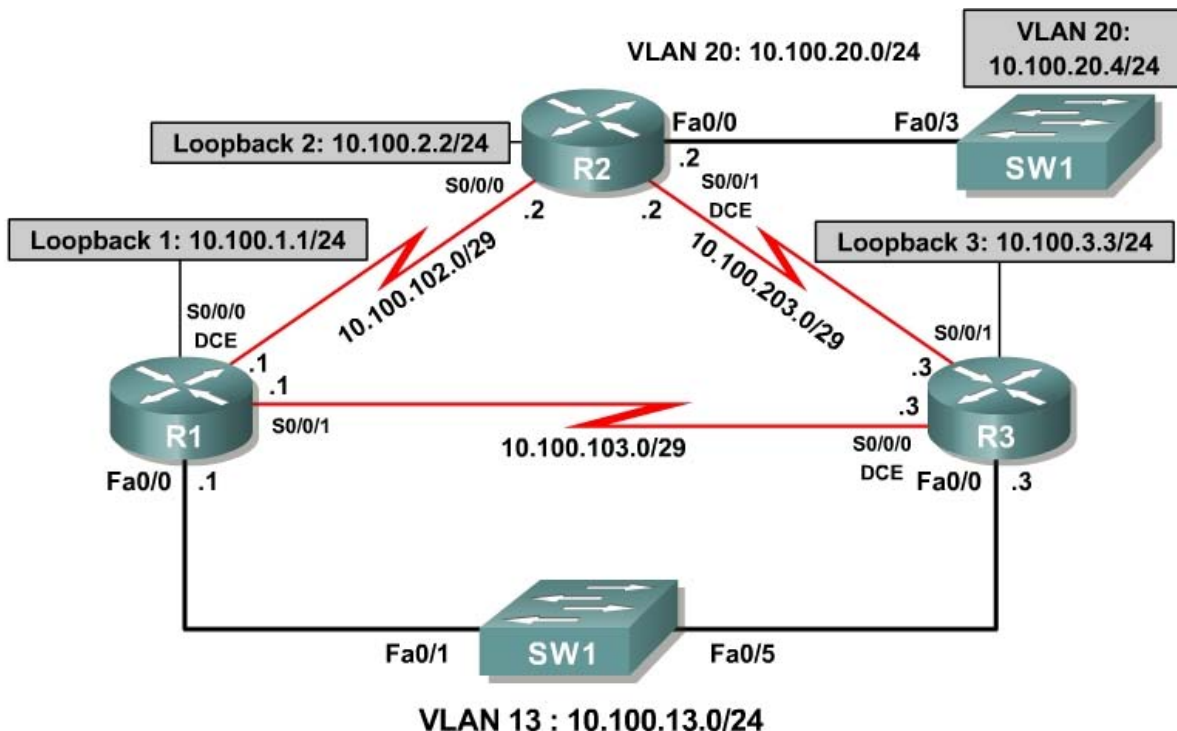 VLAN 20: 10.100.20.0/24
VLAN 20:
10.100.20.4/24
Fa0/0
Fa0/3
Loopback 2: 10.100.2.2/24
R2
.2
SW1
S0/0/0
.2
.2
S0/0/1
DCE
Loopback 1: 10.100.1.1/24
Loopback 3: 10.100.3.3/24
10.100.102.0/29
10.100.203.0/29
S0/0/0
DCE
S0/0/1
.1
.1
.3
.3
R1
S0/0/1
10.100.103.0/29
S0/0/0
DCE
R3
Fa0/0
.1
Fa0/0
.3
Fa0/1
SW1
Fa0/5
VLAN 13 : 10.100.13.0/24